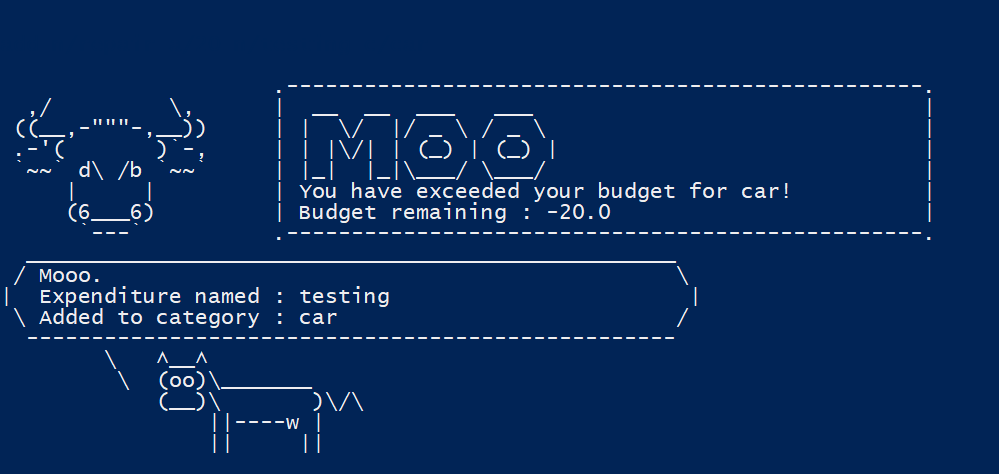 Moo
You have exceeded your budget for car!
Budget remaining : -20.0
Mooo.
Expenditure named : testing
Added to category : car